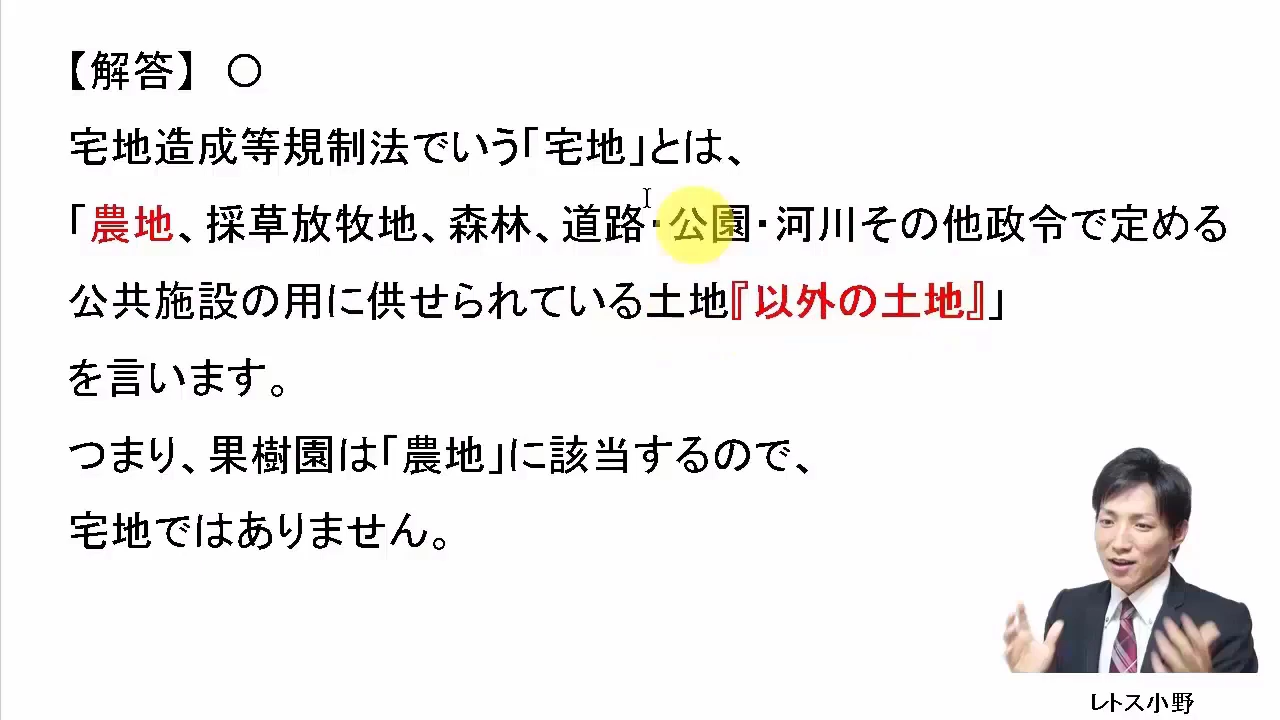 【解答】 ○
宅地造成等規制法でいう「宅地」とは、
「農地、採草放牧地、森林、道路・公園・河川その他政令で定める
公共施設の用に供せられている土地『以外の土地』」
を言います。
つまり、果樹園は「農地」に該当するので、
宅地ではありません。
レトス小野